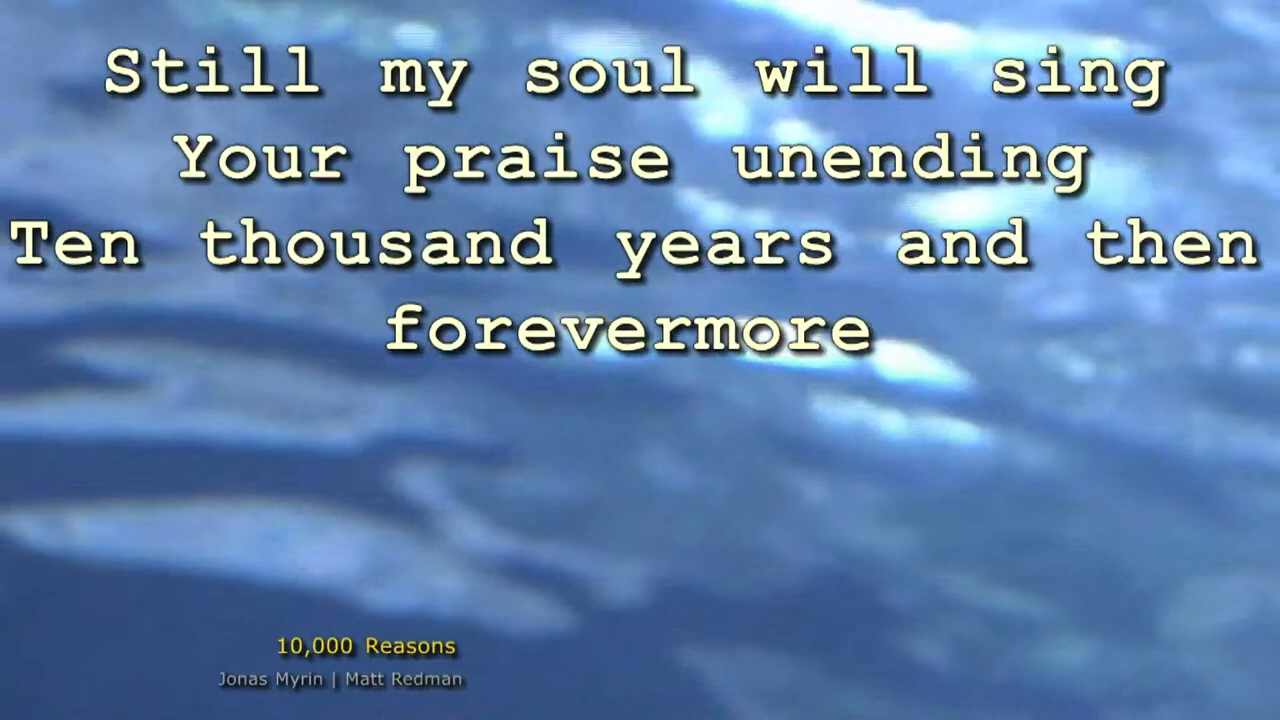 Still my soul will sing
Your praise unending
Ten thousand years and then
forevermore
10,000 Reasons
Jonas Myrin | Matt Redman